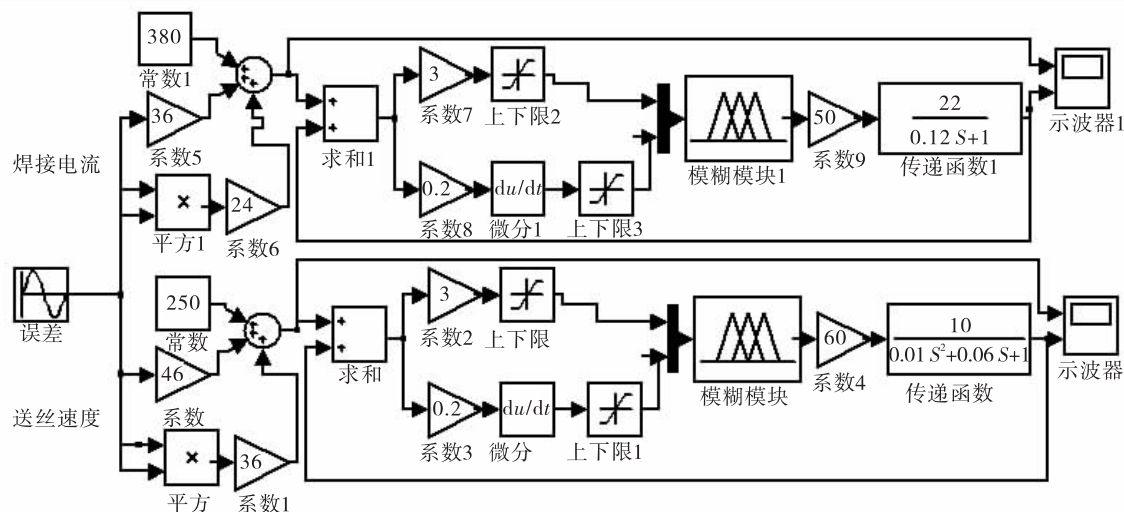 380
常数1
36
系数5
焊接电流
×
平方1
24
系数6
求和1
3
系数7
上下限2
0.2
系数8
du/dt
微分1
上下限3
模糊模块1
50
系数9
22
0.12 S+1
传递函数1
示波器1
误差
250
常数
46
系数
送丝速度
×
平方
36
系数1
求和
3
系数2
上下限
0.2
系数3
du/dt
微分
上下限1
模糊模块
60
系数4
10
0.01 S²+0.06 S+1
传递函数
示波器